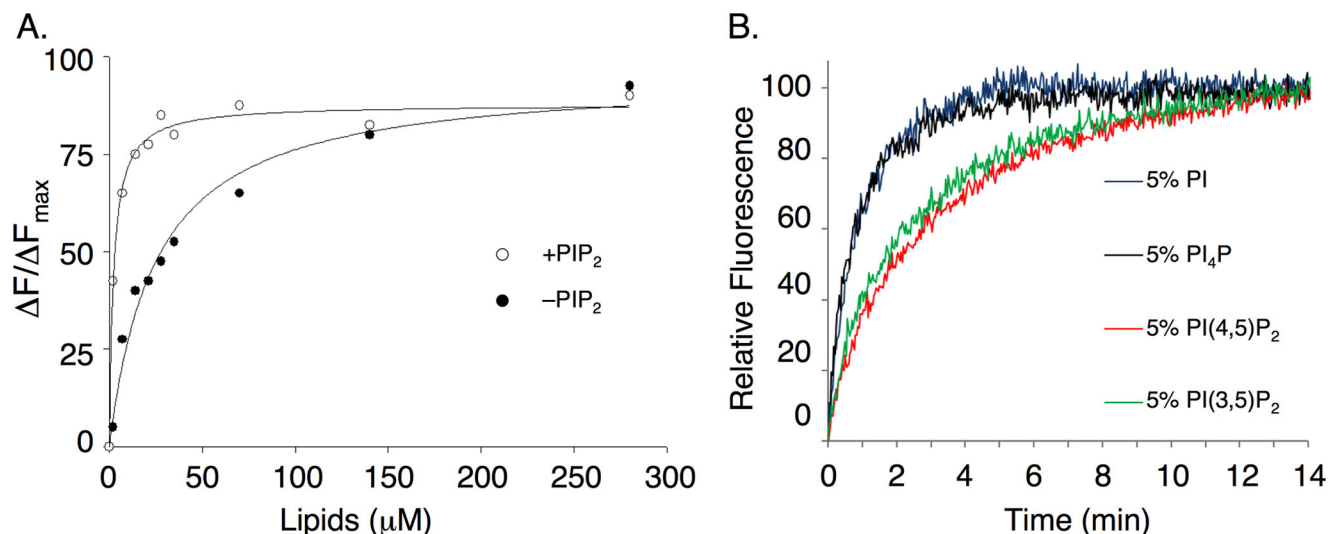 A.
100
75
50
25
0
ΔF/ΔFmax
0 50 100 150 200 250 300
Lipids (μM)
+PIP2
–PIP2
B.
100
80
60
40
20
0
Relative Fluorescence
0 2 4 6 8 10 12 14
Time (min)
5% PI
5% PI4P
5% PI(4,5)P2
5% PI(3,5)P2